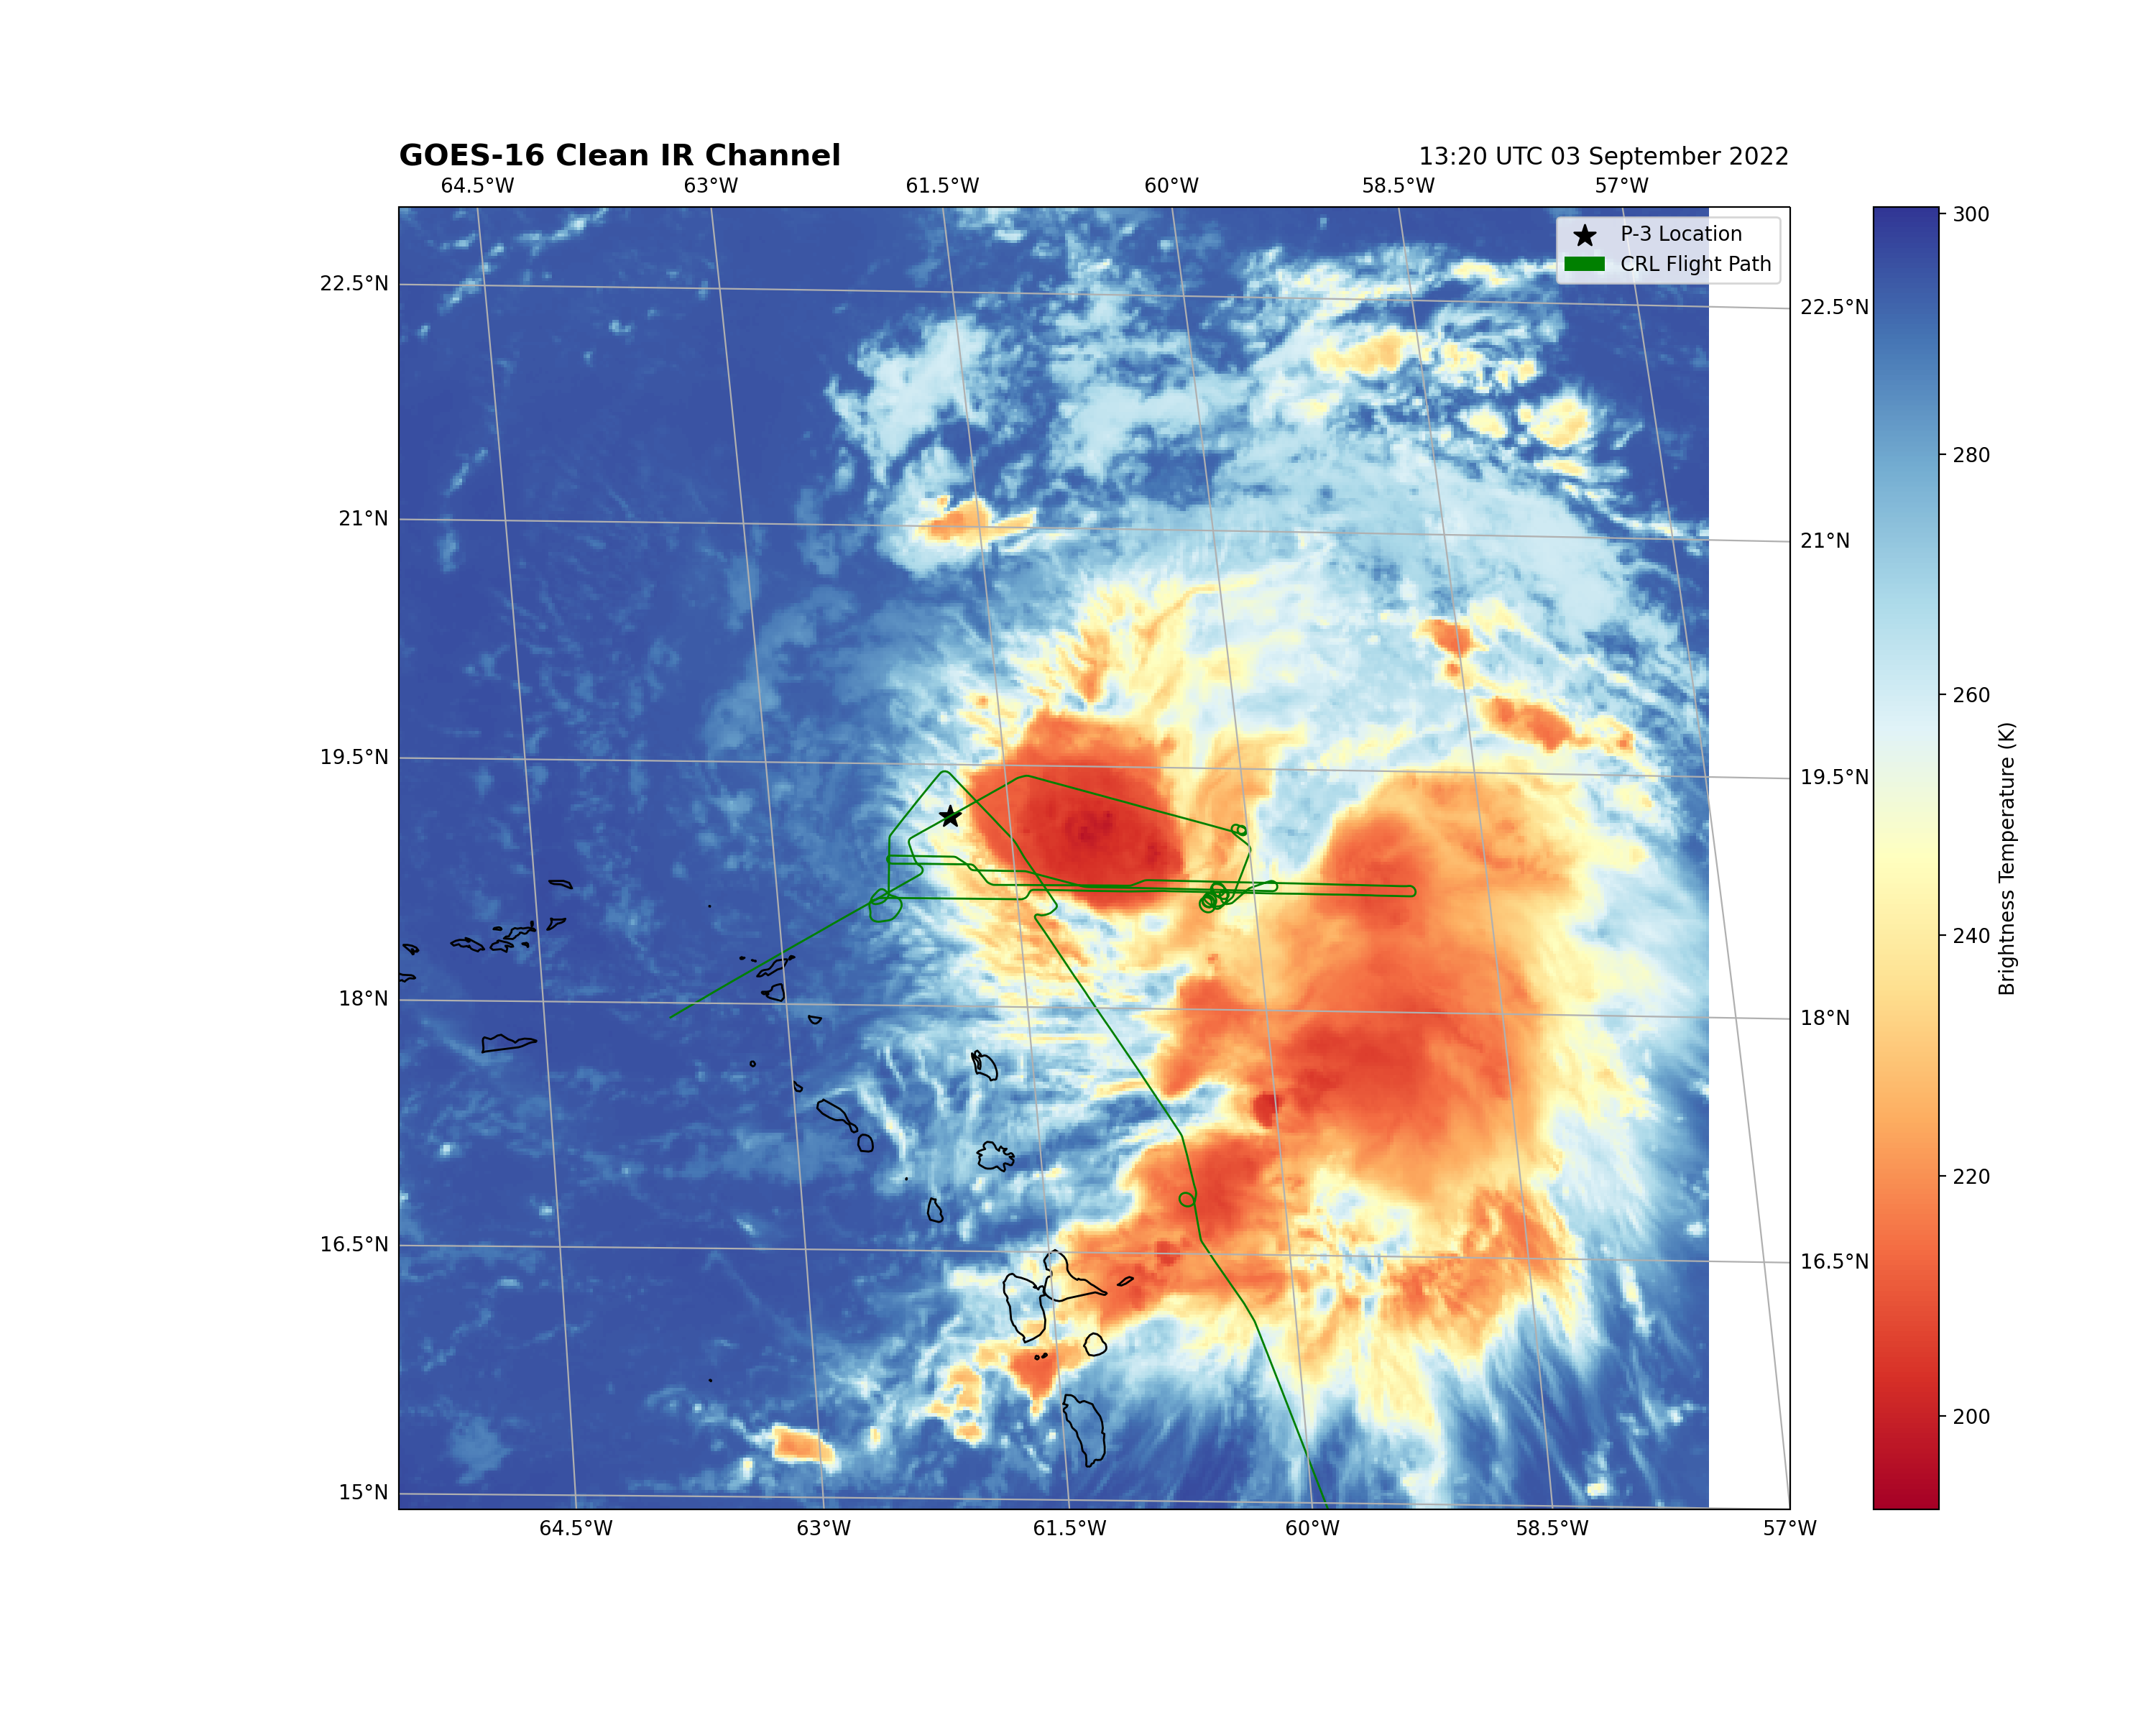 GOES-16 Clean IR Channel
13:20 UTC 03 September 2022
64.5°W 63°W 61.5°W 60°W 58.5°W 57°W
P-3 Location
CRL Flight Path
300
280
260
240
220
200
Brightness Temperature (K)
22.5°N
21°N
19.5°N
18°N
16.5°N
15°N
22.5°N
21°N
19.5°N
18°N
16.5°N
64.5°W 63°W 61.5°W 60°W 58.5°W 57°W